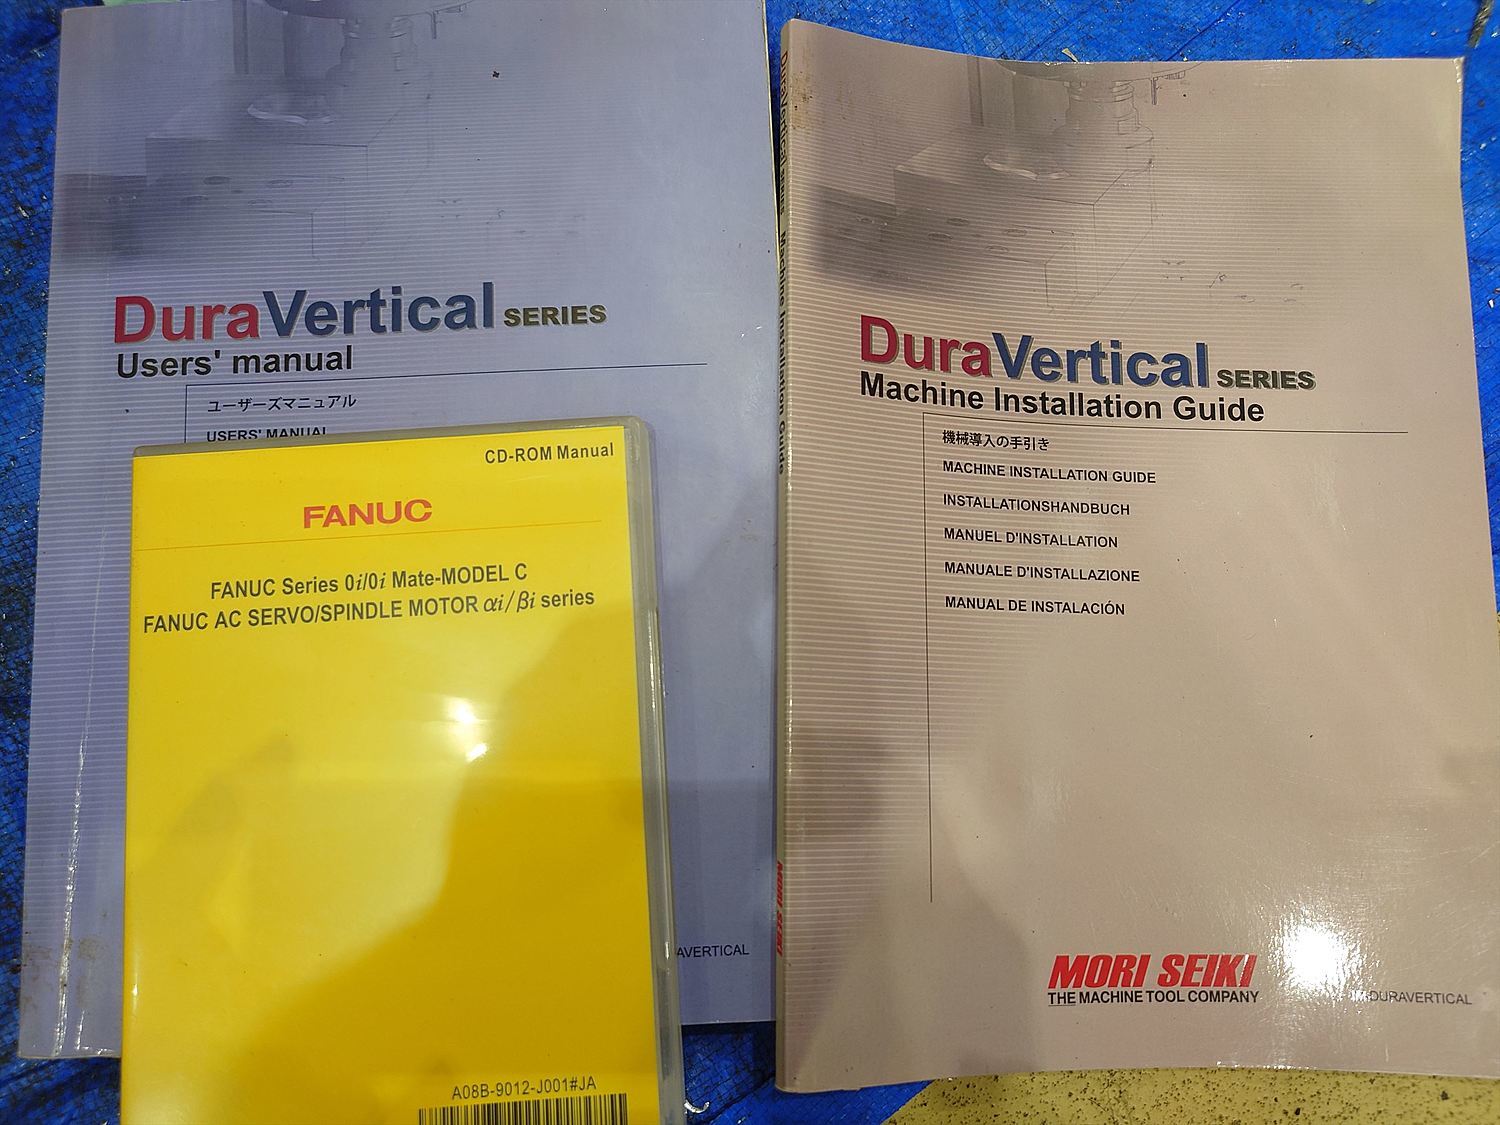 DuraVertical SERIES
Users' manual
ユーザーズマニュアル
USERS' MANUAL
AVERTICAL
CD-ROM Manual
FANUC
FANUC Series 0i/0i Mate-MODEL C
FANUC AC SERVO/SPINDLE MOTOR αi/βi series
A08B-9012-J001#JA
DuraVertical SERIES Machine Installation Guide
MORI SEIKI
DuraVertical SERIES
Machine Installation Guide
機械導入の手引き
MACHINE INSTALLATION GUIDE
INSTALLATIONSHANDBUCH
MANUEL D'INSTALLATION
MANUALE D'INSTALLAZIONE
MANUAL DE INSTALACIÓN
MORI SEIKI
THE MACHINE TOOL COMPANY
DURAVERTICAL